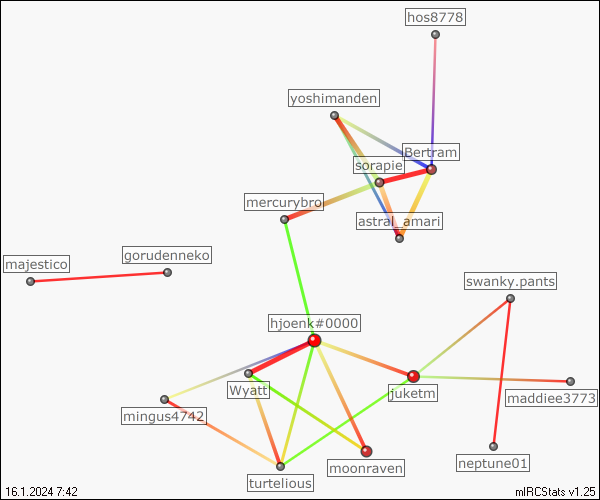 hos8778
yoshimanden
Bertram
sorapie
mercurybro
astral_amari
gorudenneko
majestico
swanky.pants
hjoenk#0000
Wyatt
juketm
maddiee3773
mingus4742
neptune01
moonraven
turtelious
16.1.2024 7:42
mIRCStats v1.25